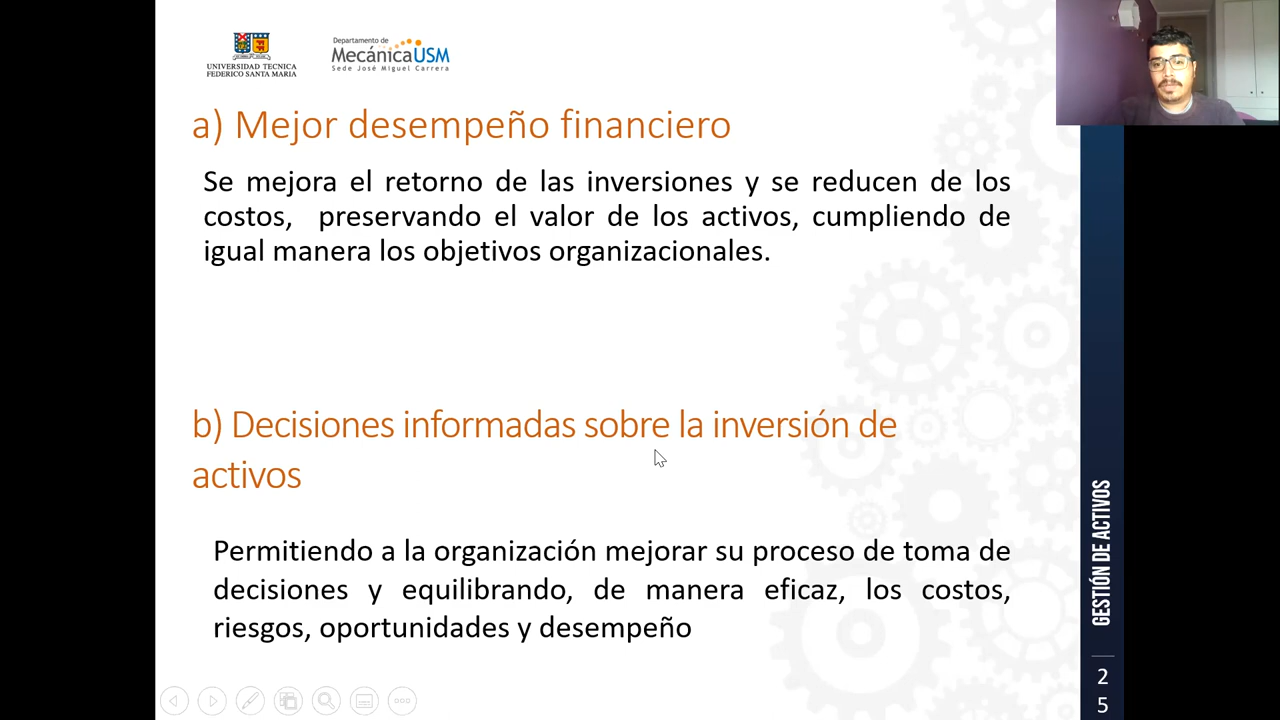 UNIVERSIDAD TECNICA
FEDERICO SANTA MARIA
Departamento de
MecánicaUSM
Sede José Miguel Carrera
a) Mejor desempeño financiero
Se mejora el retorno de las inversiones y se reducen de los
costos, preservando el valor de los activos, cumpliendo de
igual manera los objetivos organizacionales.
b) Decisiones informadas sobre la inversión de
activos
Permitiendo a la organización mejorar su proceso de toma de
decisiones y equilibrando, de manera eficaz, los costos,
riesgos, oportunidades y desempeño
GESTIÓN DE ACTIVOS
2
5